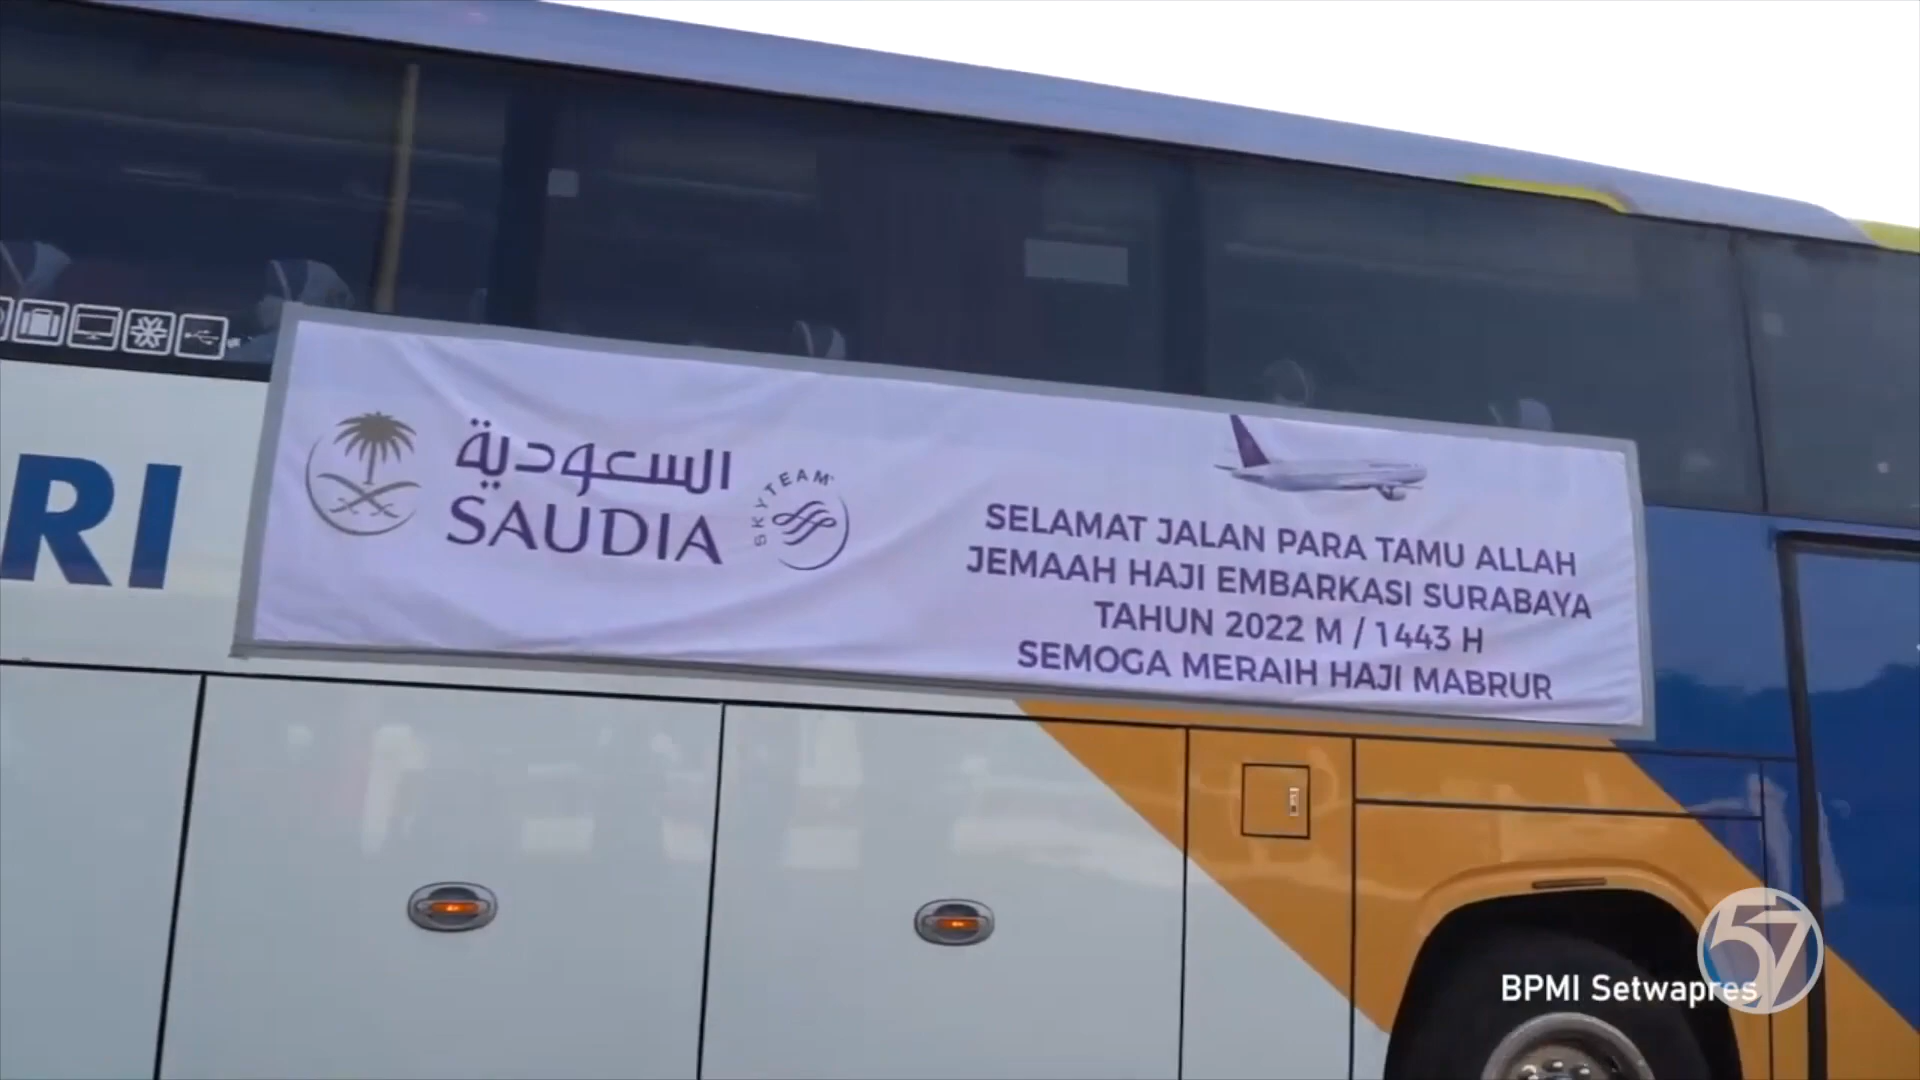 RI
السعودية
SAUDIA
SKYTEAM
SELAMAT JALAN PARA TAMU ALLAH
JEMAAH HAJI EMBARKASI SURABAYA
TAHUN 2022 M / 1443 H
SEMOGA MERAIH HAJI MABRUR
57
BPMI Setwapres